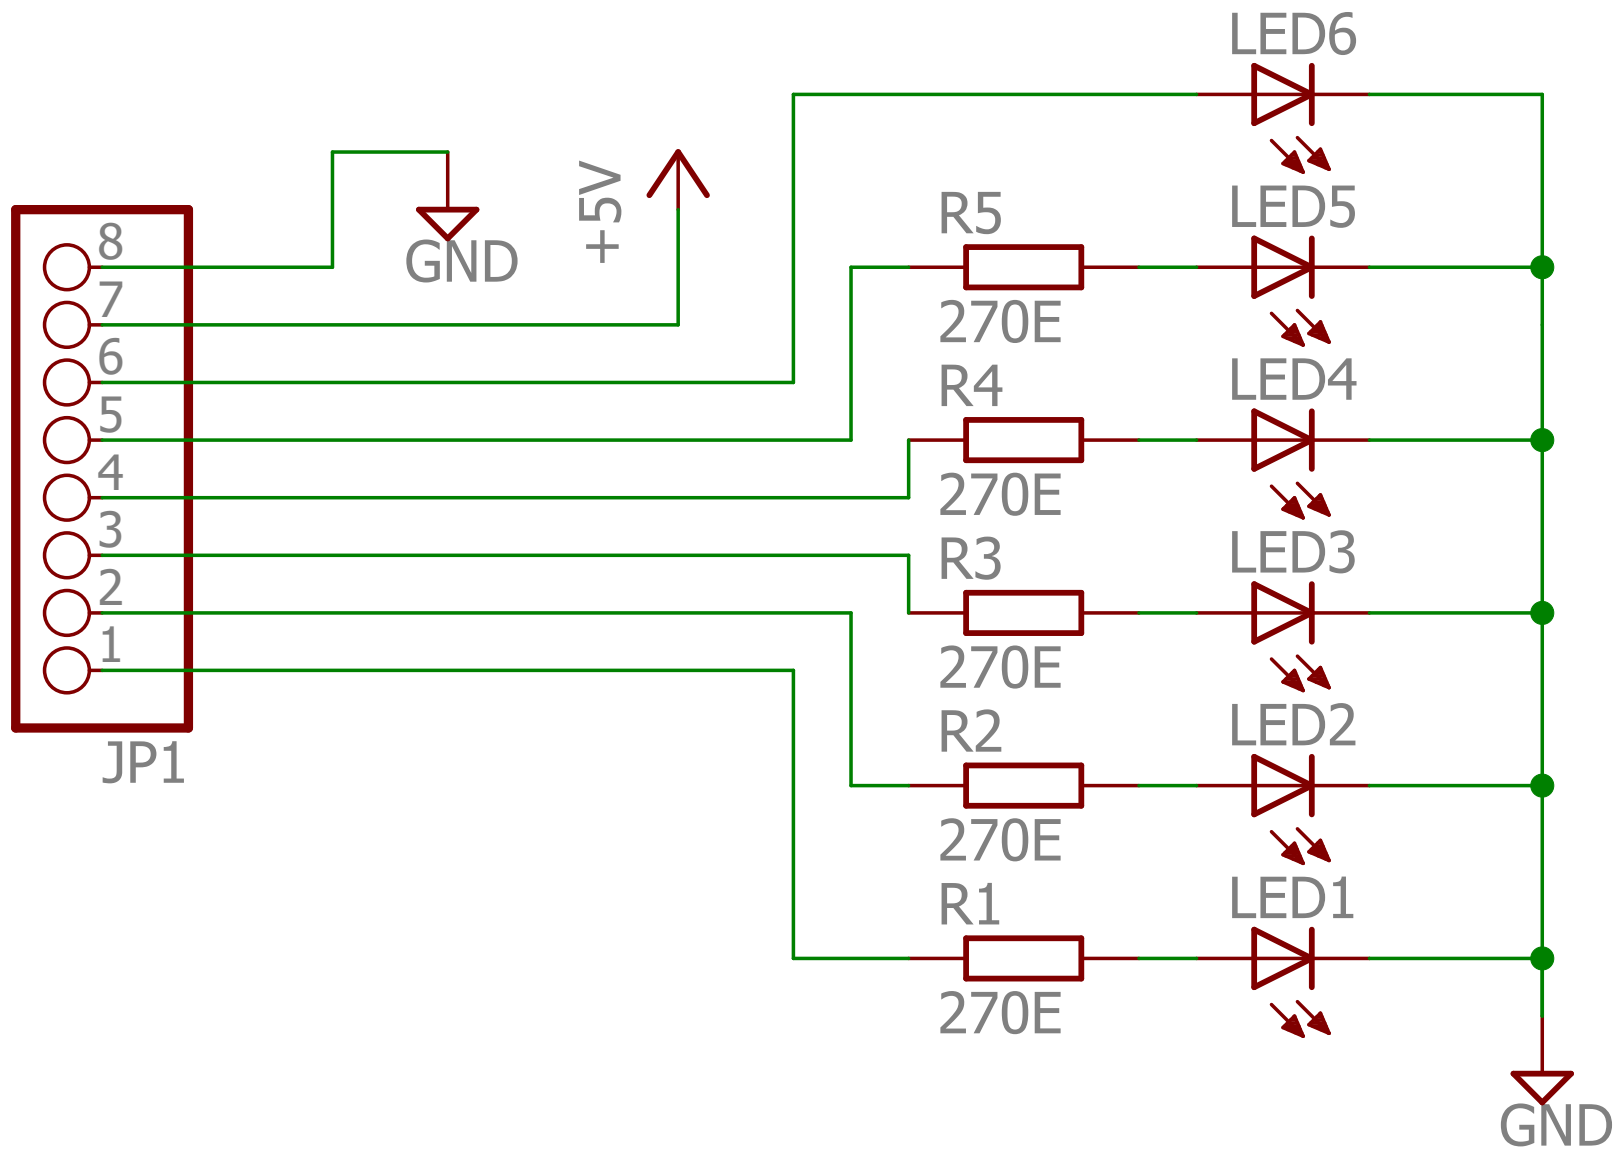 LED6
+5V
GND
R5
LED5
270E
8
7
6
5
4
3
2
1
JP1
R4
LED4
270E
R3
LED3
270E
R2
LED2
270E
R1
LED1
270E
GND